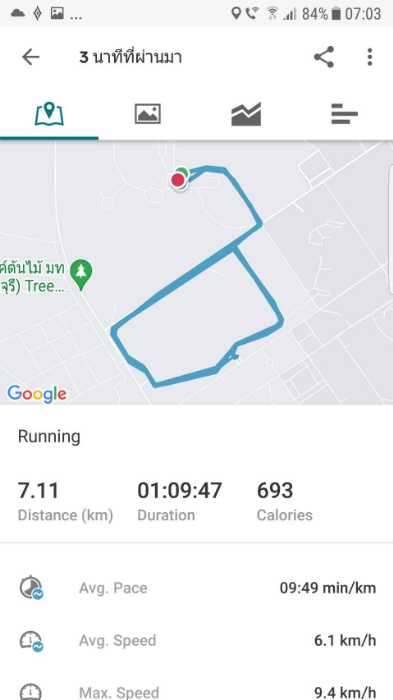 ... 84% 07:03
3 นาทีที่ผ่านมา
ค์ต้นไม้ มท
จุรี) Tree...
Google
Running
7.11 01:09:47 693
Distance (km) Duration Calories
Avg. Pace 09:49 min/km
Avg. Speed 6.1 km/h
Max. Speed 9.4 km/h